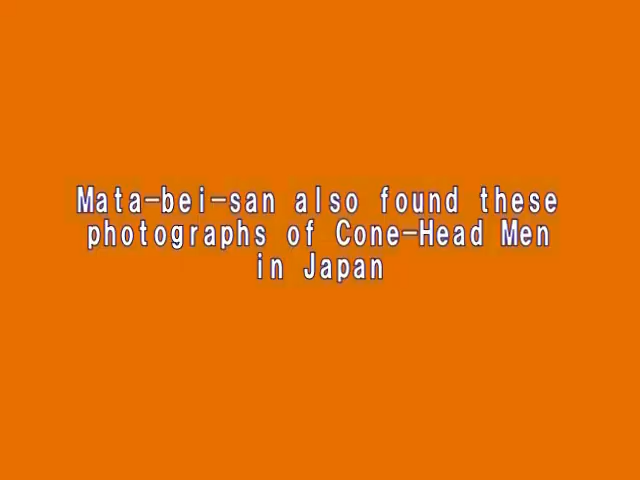 Mata-bei-san also found these
photographs of Cone-Head Men
in Japan